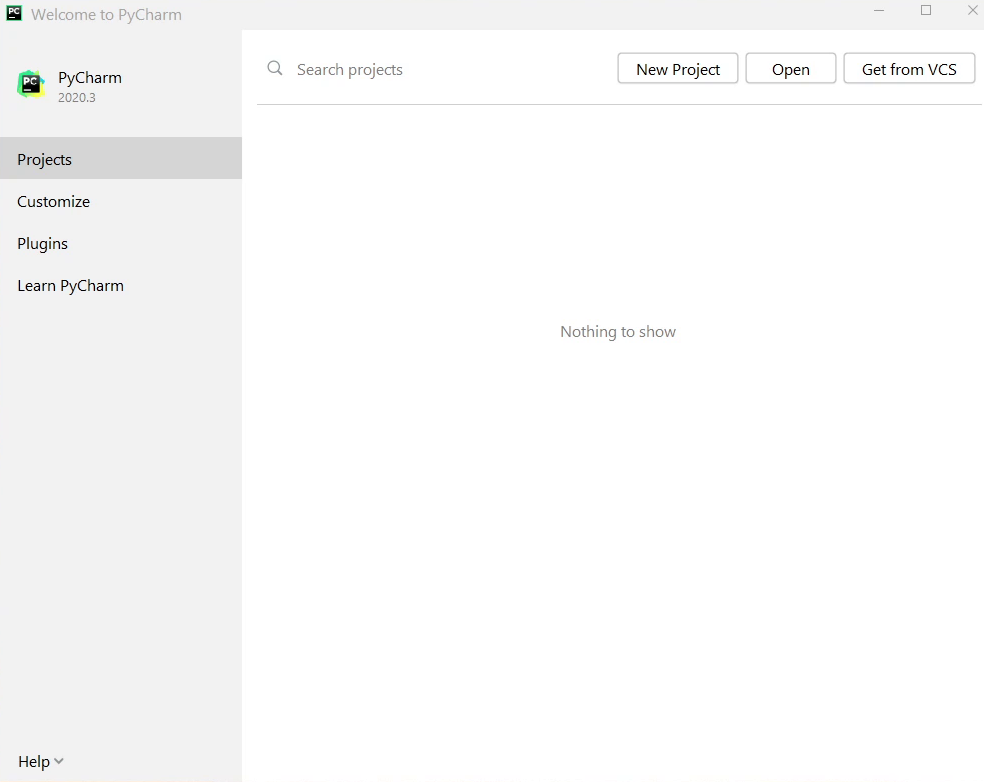 PC Welcome to PyCharm
PC PyCharm
2020.3
Search projects
New Project
Open
Get from VCS
Projects
Customize
Plugins
Learn PyCharm
Nothing to show
Help